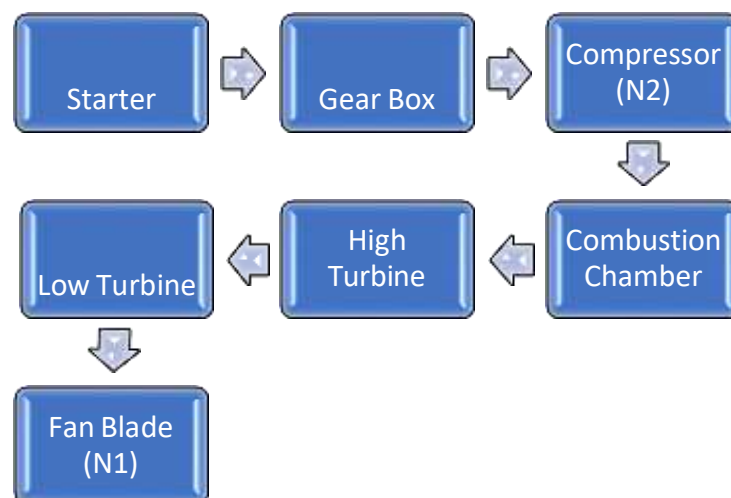 Starter
Gear Box
Compressor
(N2)
Combustion
Chamber
High
Turbine
Low Turbine
Fan Blade
(N1)